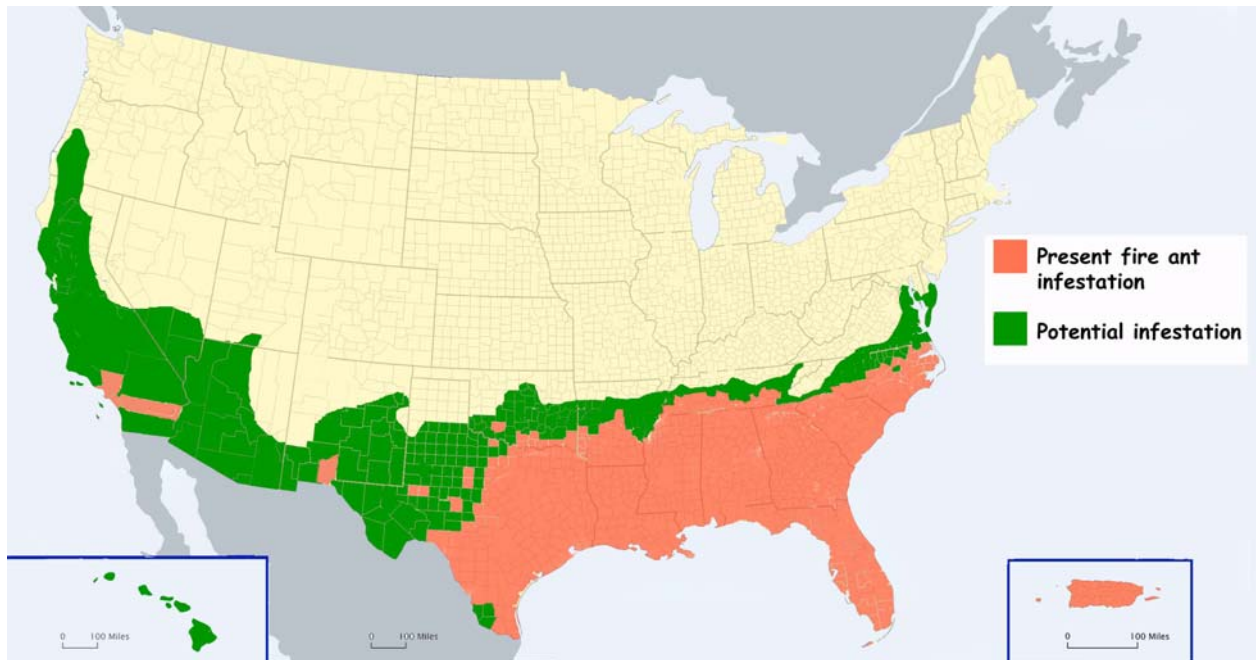 Present fire ant
infestation
Potential infestation
0 100 Miles
0 100 Miles
0 100 Miles